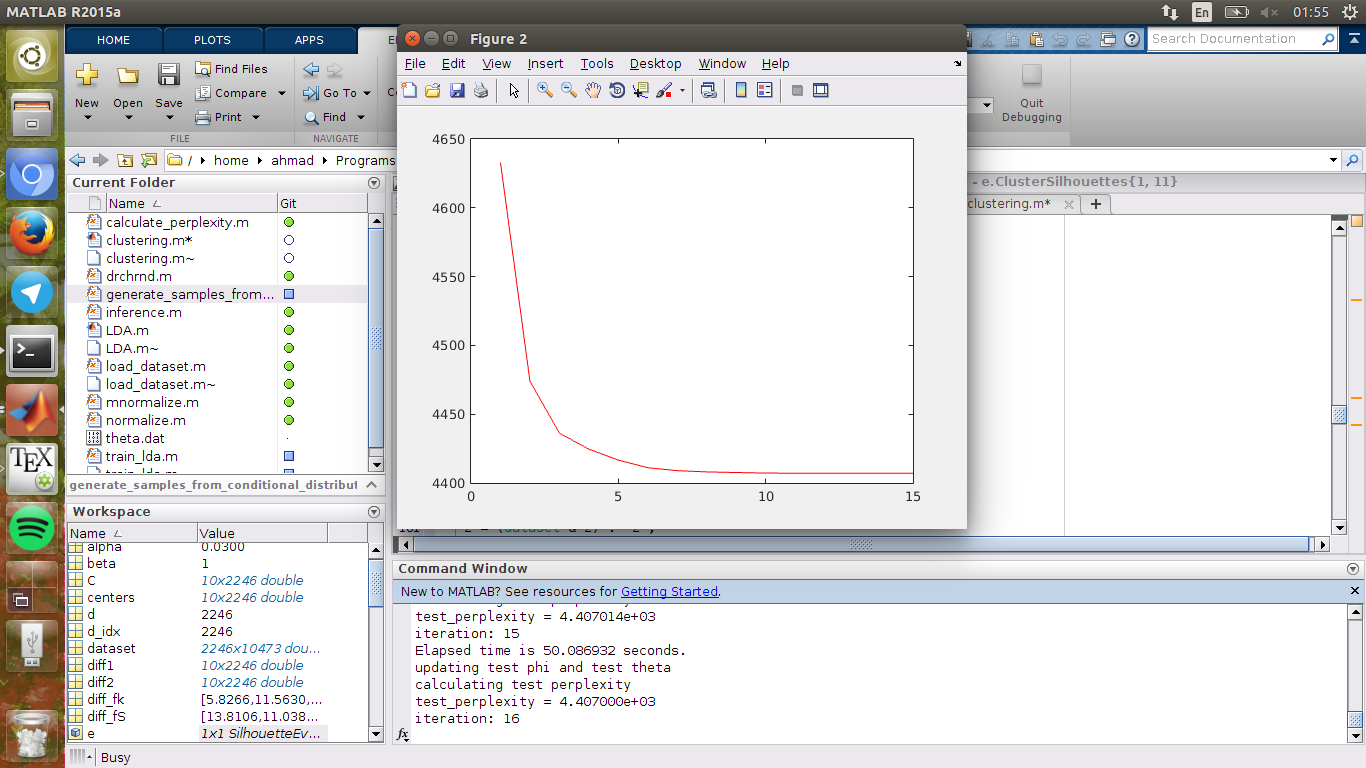 MATLAB R2015a
En
01:55
HOME PLOTS APPS
Search Documentation
Figure 2
File Edit View Insert Tools Desktop Window Help
New Open Save
Find Files
Compare
Print
Go To
Find
FILE NAVIGATE
Quit
Debugging
/ home ahmad Programs
Current Folder
Name Git
calculate_perplexity.m
clustering.m*
clustering.m~
drchrnd.m
generate_samples_from...
inference.m
LDA.m
LDA.m~
load_dataset.m
load_dataset.m~
mnormalize.m
normalize.m
theta.dat
train_lda.m
generate_samples_from_conditional_distribut
Workspace
Name Value
alpha 0.0300
beta 1
C 10x2246 double
centers 10x2246 double
d 2246
d_idx 2246
dataset 2246x10473 dou...
diff1 10x2246 double
diff2 10x2246 double
diff_fk [5.8266,11.5630,...
diff_fS [13.8106,11.038...
e 1x1 SilhouetteEv...
Busy
4650
4600
4550
4500
4450
4400
0 5 10 15
- e.ClusterSilhouettes{1, 11}
clustering.m*
Command Window
New to MATLAB? See resources for Getting Started.
test_perplexity = 4.407014e+03
iteration: 15
Elapsed time is 50.086932 seconds.
updating test phi and test theta
calculating test perplexity
test_perplexity = 4.407000e+03
iteration: 16
fx
TEX